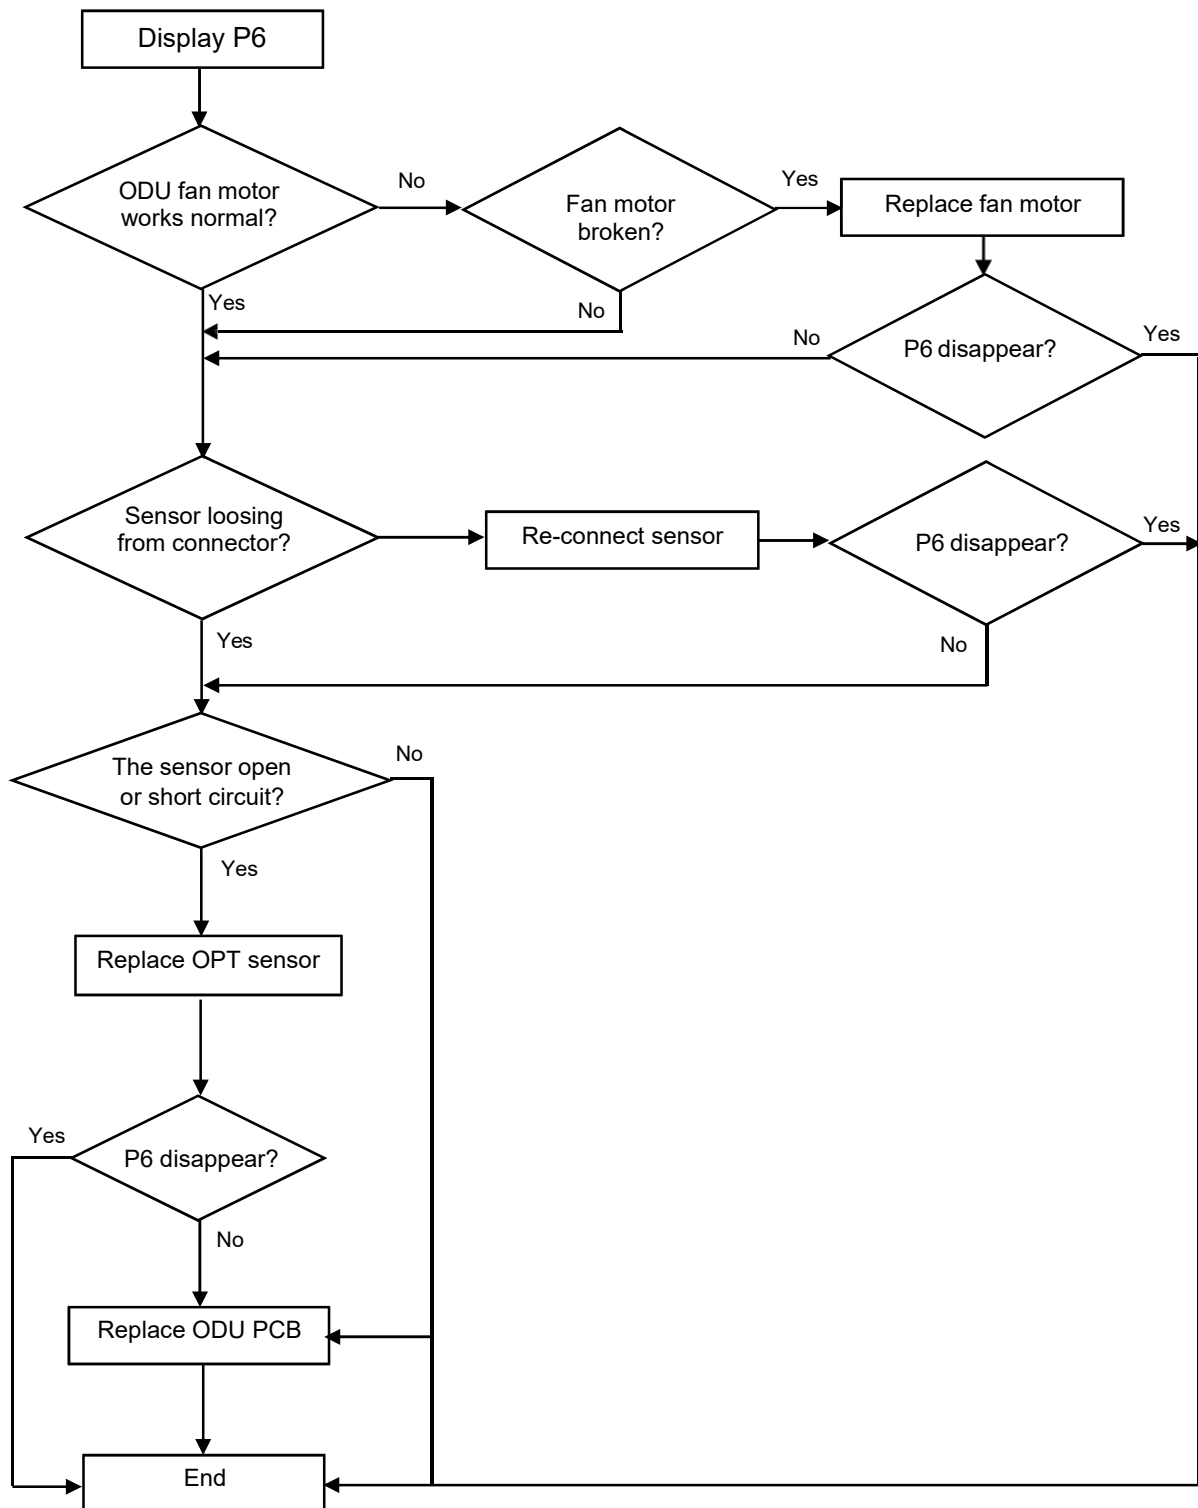 Display P6
ODU fan motor
works normal?
No
Fan motor
broken?
Yes
Replace fan motor
Yes
No
No
P6 disappear?
Yes
Sensor loosing
from connector?
Re-connect sensor
P6 disappear?
Yes
Yes
No
The sensor open
or short circuit?
No
Yes
Replace OPT sensor
Yes
P6 disappear?
No
Replace ODU PCB
End